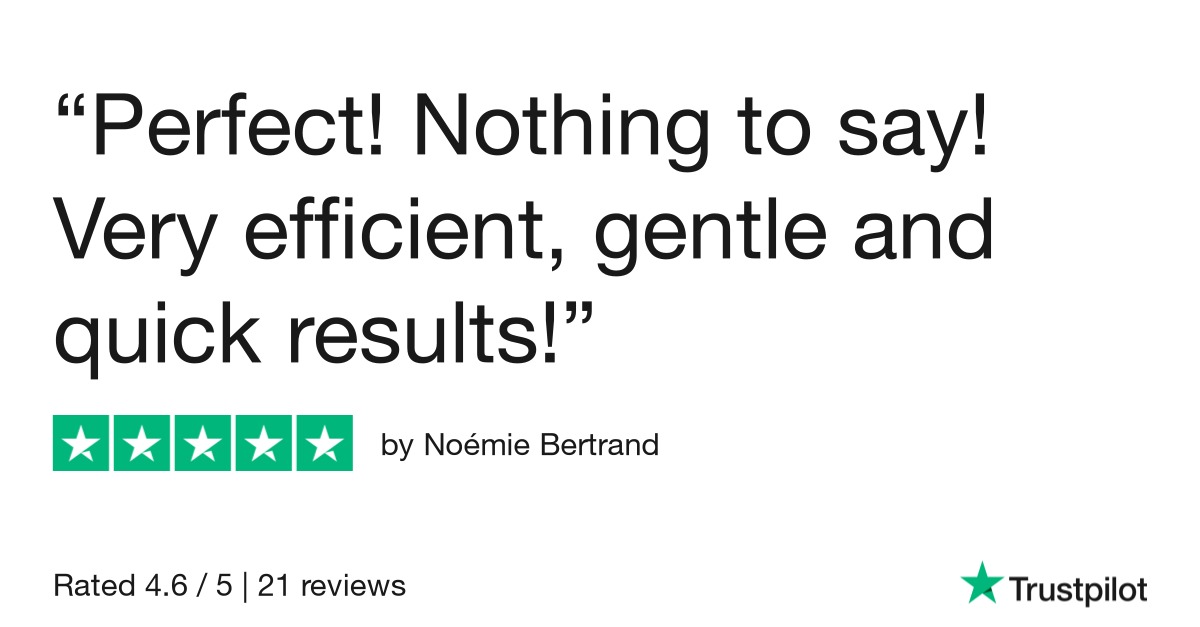 “Perfect! Nothing to say!
Very efficient, gentle and
quick results!”
by Noémie Bertrand
Rated 4.6 / 5 | 21 reviews
Trustpilot